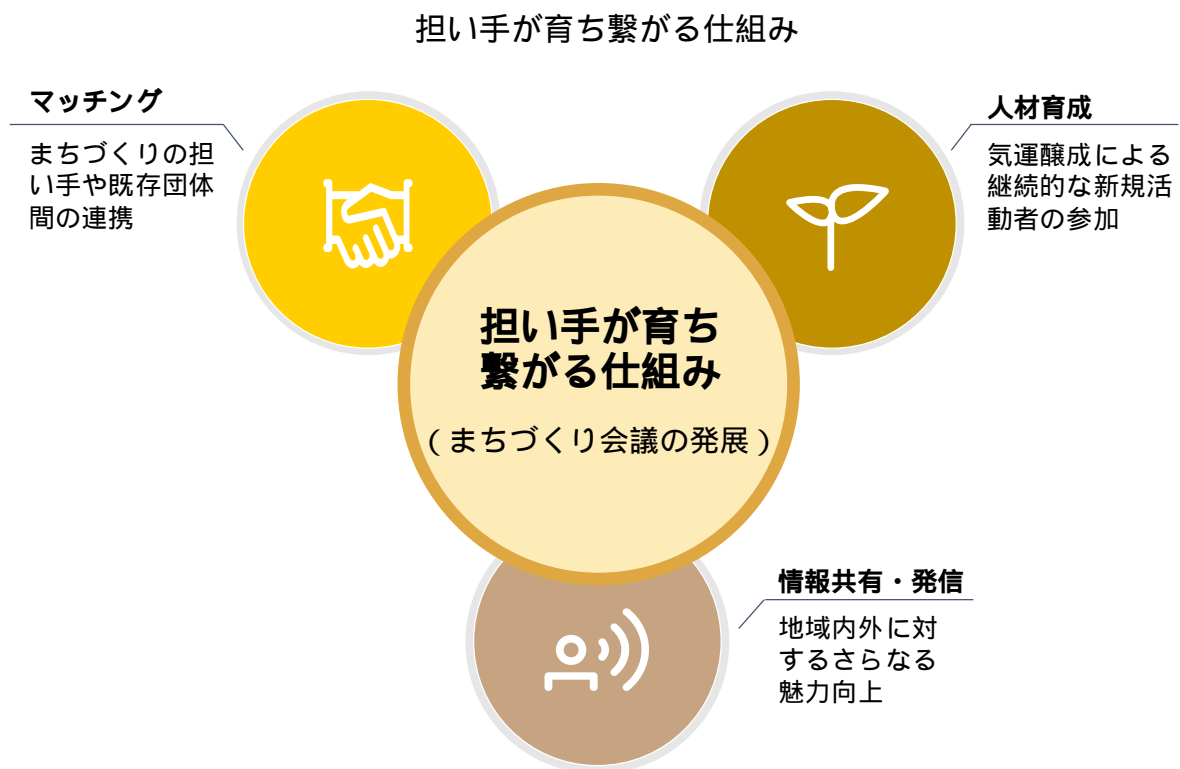 担い手が育ち繋がる仕組み
マッチング
まちづくりの担
い手や既存団体
間の連携
人材育成
気運醸成による
継続的な新規活
動者の参加
担い手が育ち
繋がる仕組み
（まちづくり会議の発展）
情報共有・発信
地域内外に対
するさらなる
魅力向上